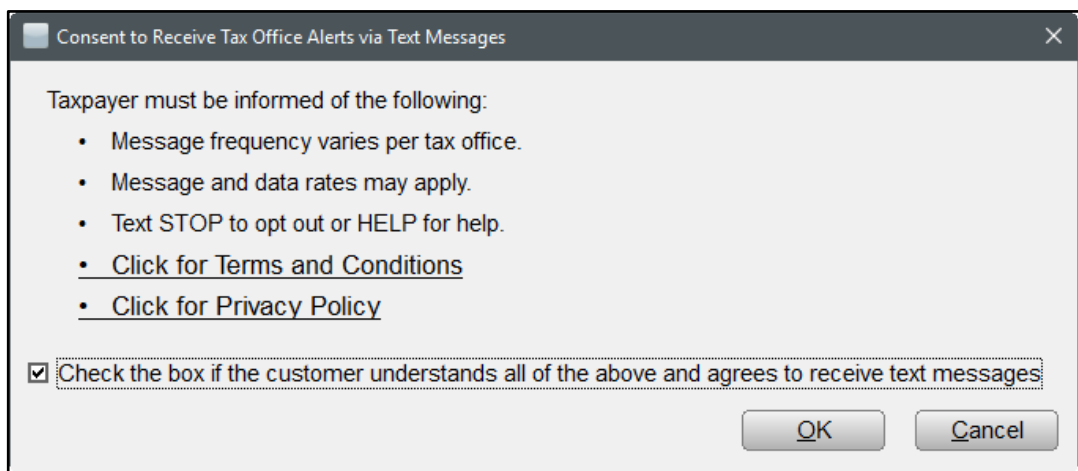 Consent to Receive Tax Office Alerts via Text Messages
Taxpayer must be informed of the following:
• Message frequency varies per tax office.
• Message and data rates may apply.
• Text STOP to opt out or HELP for help.
• Click for Terms and Conditions
• Click for Privacy Policy
Check the box if the customer understands all of the above and agrees to receive text messages
OK Cancel